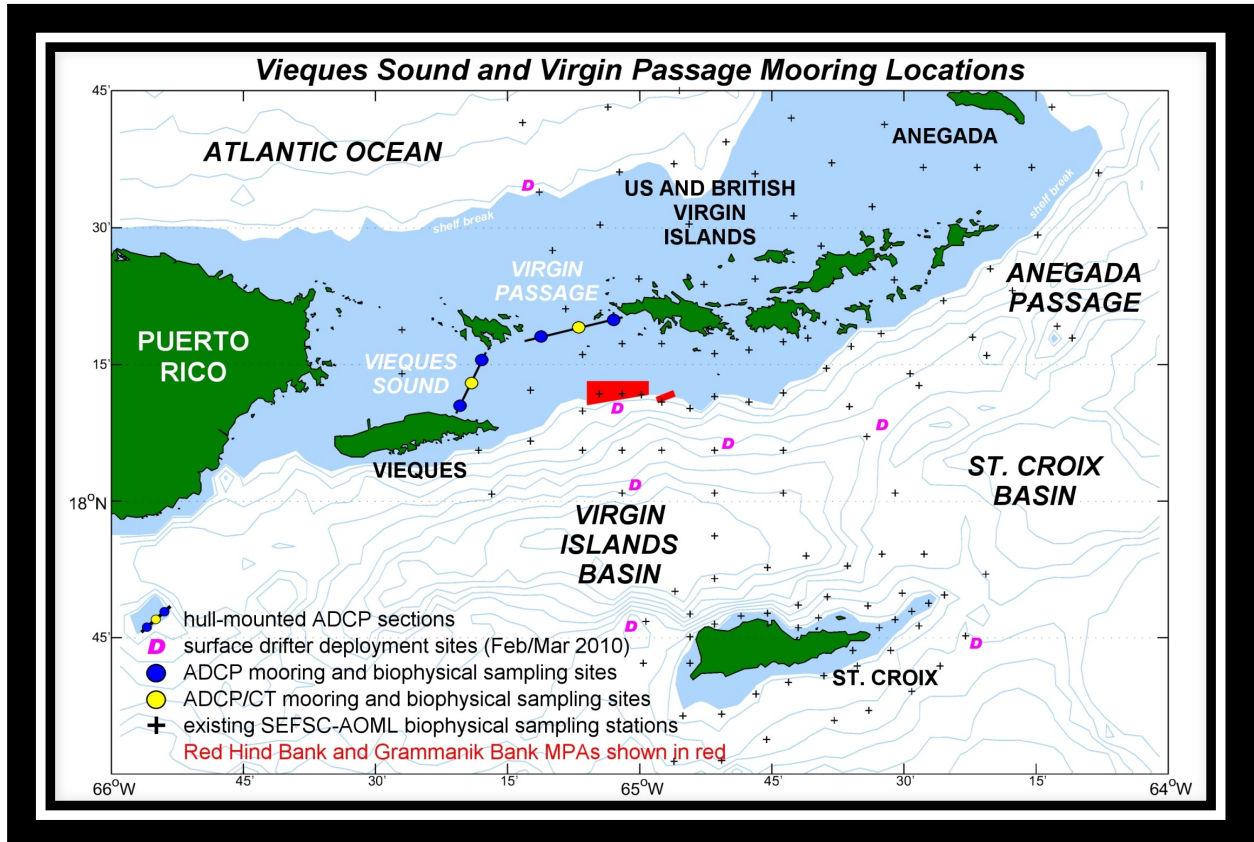 Vieques Sound and Virgin Passage Mooring Locations
45'
ATLANTIC OCEAN
ANEGADA
D
US AND BRITISH
VIRGIN
ISLANDS
shelf break
shelf break
30'
VIRGIN
PASSAGE
ANEGADA
PASSAGE
PUERTO
RICO
VIEQUES
SOUND
15'
D
D
D
VIEQUES
ST. CROIX
BASIN
D
18°N
VIRGIN
ISLANDS
BASIN
hull-mounted ADCP sections
D
45'
D surface drifter deployment sites (Feb/Mar 2010)
D
ADCP mooring and biophysical sampling sites
ST. CROIX
ADCP/CT mooring and biophysical sampling sites
+ existing SEFSC-AOML biophysical sampling stations
Red Hind Bank and Grammanik Bank MPAs shown in red
66°W 45' 30' 15' 65°W 45' 30' 15' 64°W